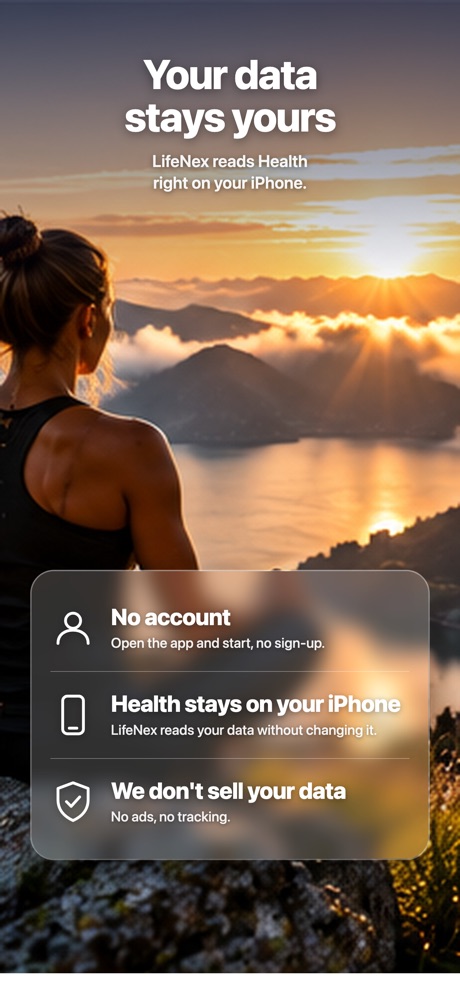 Your data
stays yours
LifeNex reads Health
right on your iPhone.
No account
Open the app and start, no sign-up.
Health stays on your iPhone
LifeNex reads your data without changing it.
We don't sell your data
No ads, no tracking.